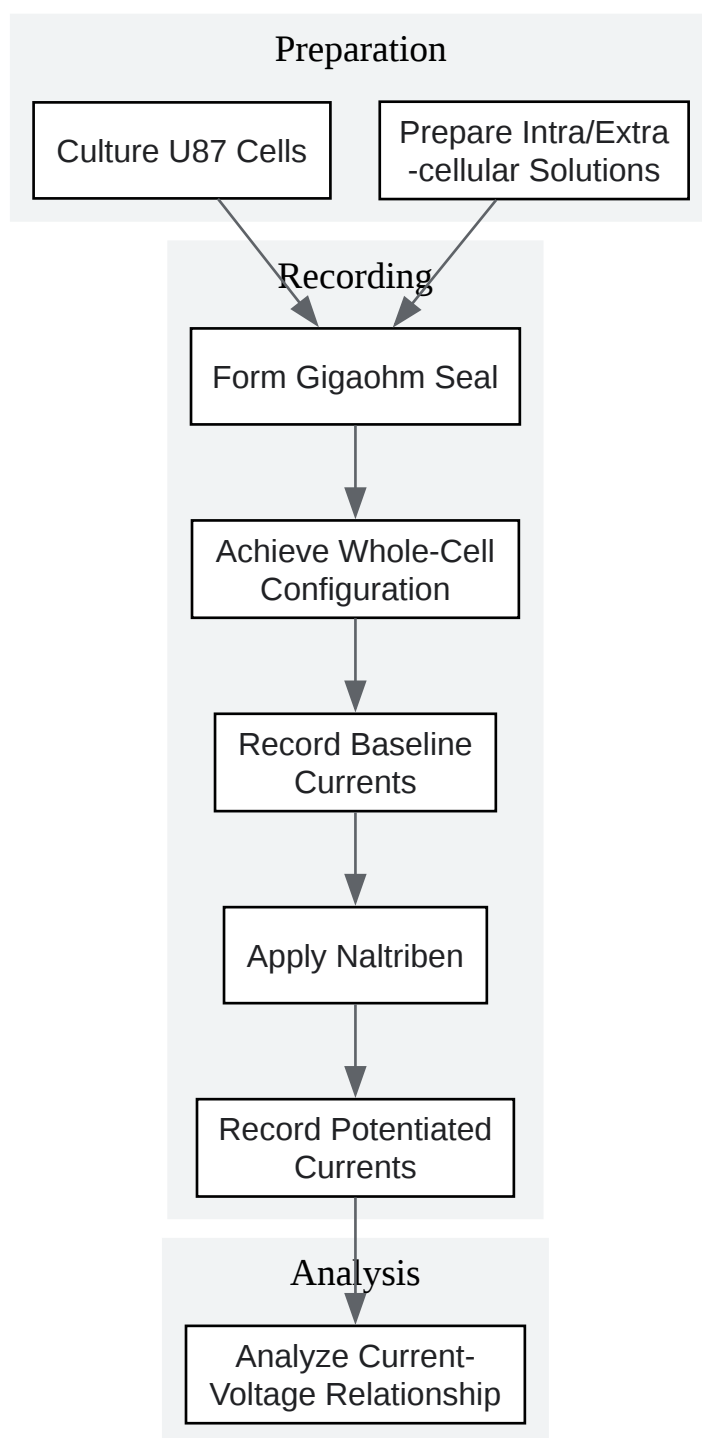 Preparation
Culture U87 Cells
Prepare Intra/Extra
-cellular Solutions
Recording
Form Gigaohm Seal
Achieve Whole-Cell
Configuration
Record Baseline
Currents
Apply Naltriben
Record Potentiated
Currents
Analysis
Analyze Current-
Voltage Relationship